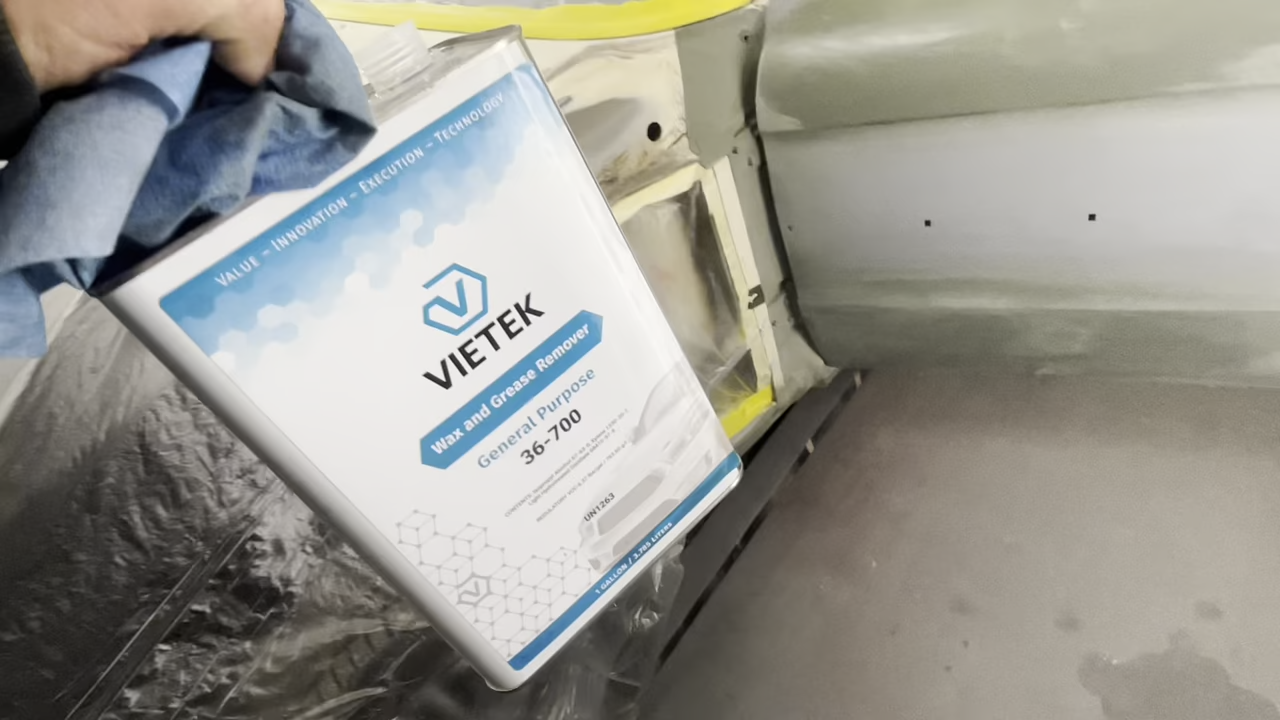 VALUE – INNOVATION – EXECUTION – TECHNOLOGY
VIETEK
Wax and Grease Remover
General Purpose
36-700
UN1263
1 GALLON / 3.785 LITERS